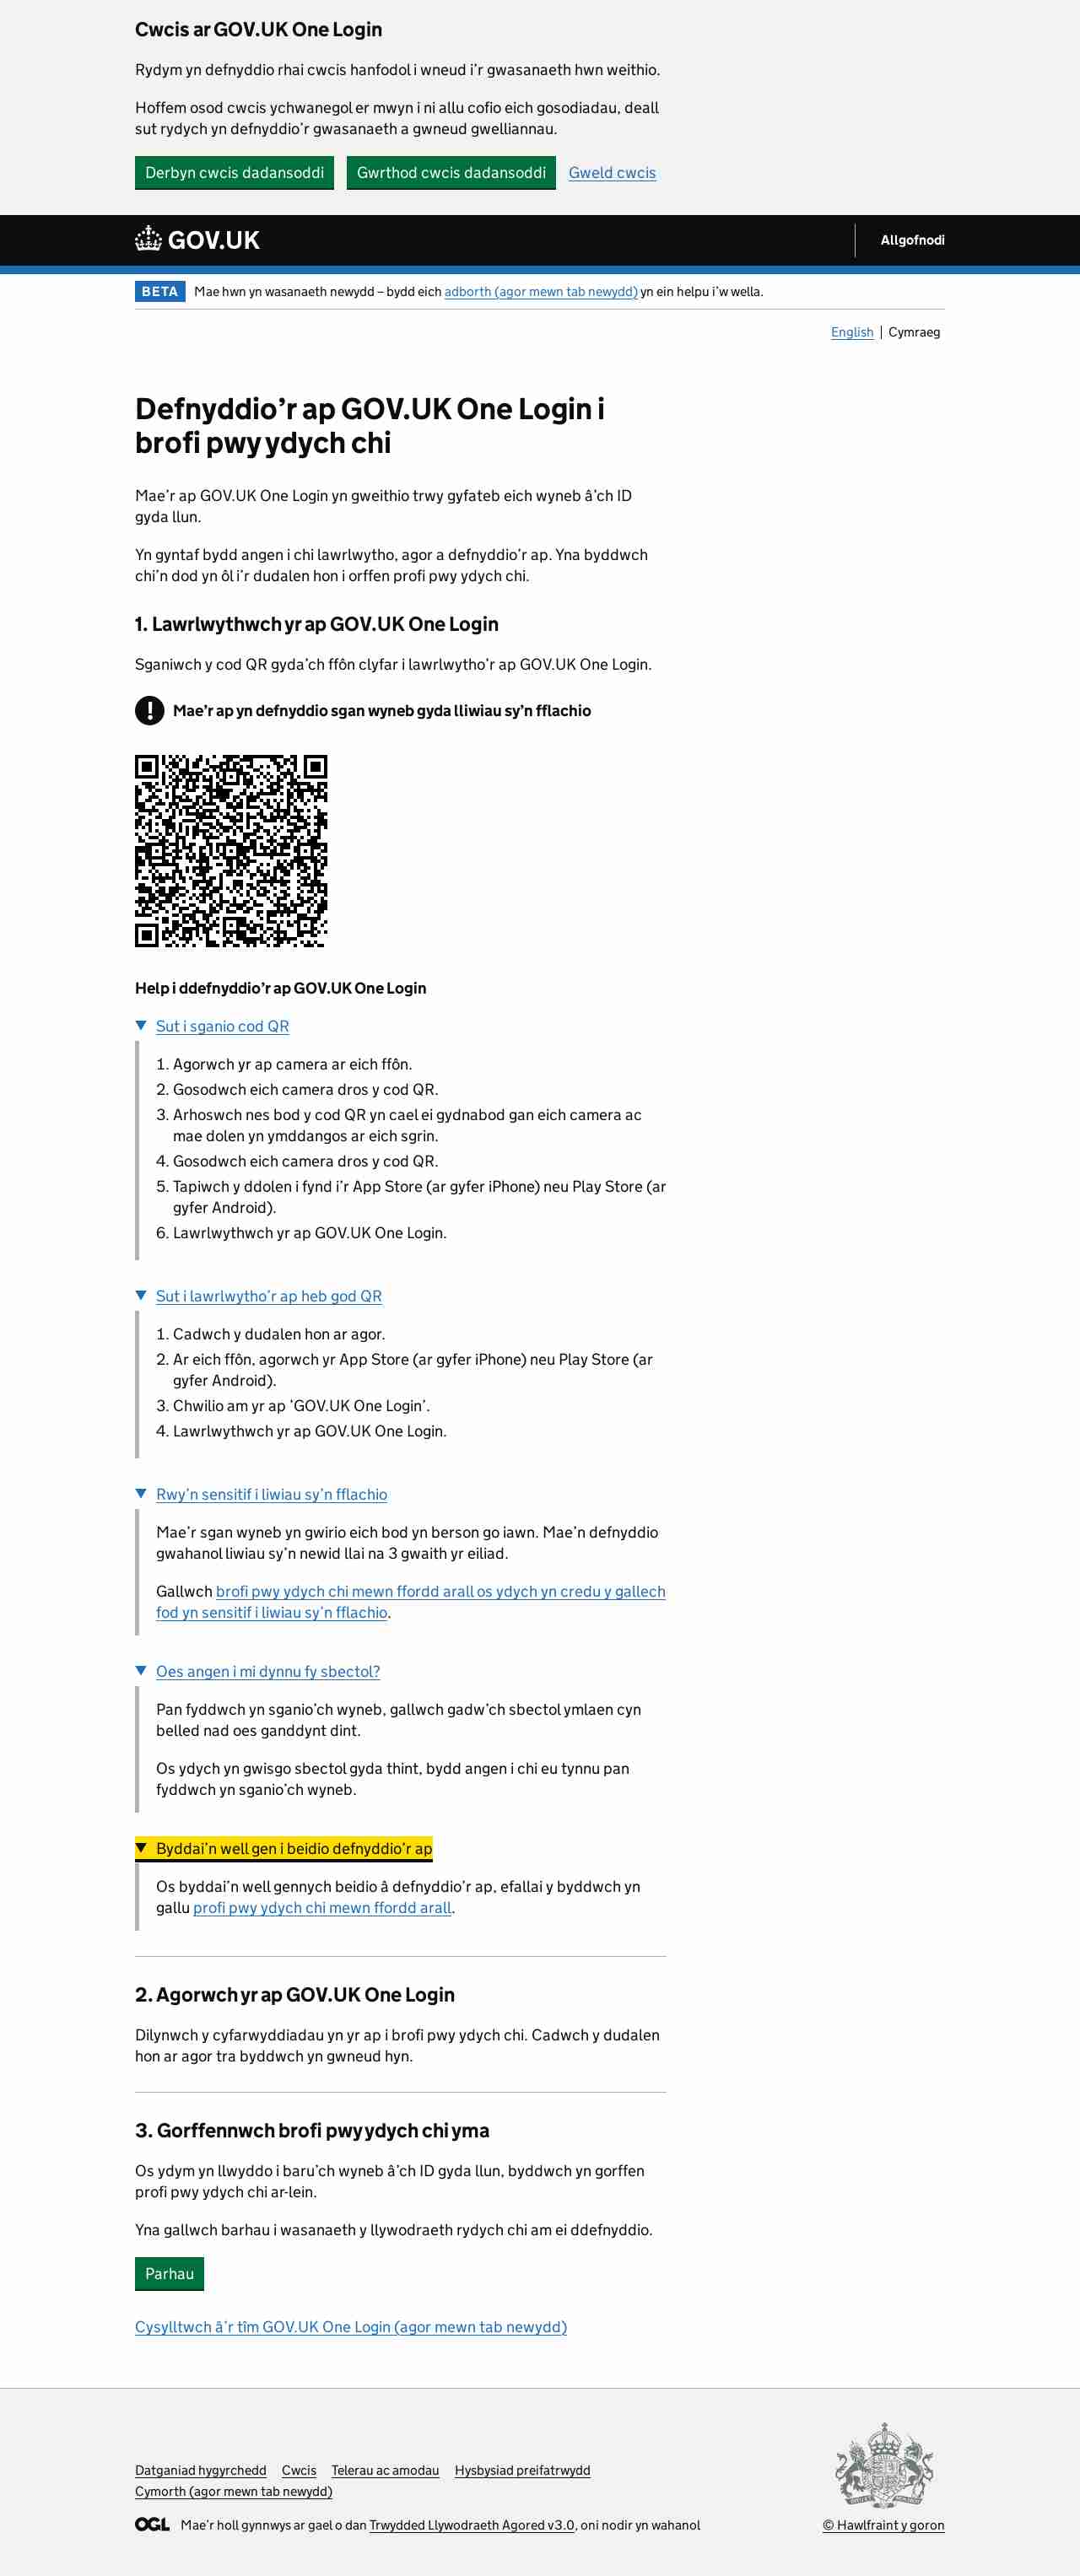 Cwcis ar GOV.UK One Login
Rydym yn defnyddio rhai cwcis hanfodol i wneud i’r gwasanaeth hwn weithio.
Hoffem osod cwcis ychwanegol er mwyn i ni allu cofio eich gosodiadau, deall
sut rydych yn defnyddio’r gwasanaeth a gwneud gwelliannau.
Derbyn cwcis dadansoddi Gwrthod cwcis dadansoddi Gweld cwcis
GOV.UK Allgofnodi
BETA Mae hwn yn wasanaeth newydd – bydd eich adborth (agor mewn tab newydd) yn ein helpu i’w wella.
English | Cymraeg
Defnyddio’r ap GOV.UK One Login i
brofi pwy ydych chi
Mae’r ap GOV.UK One Login yn gweithio trwy gyfateb eich wyneb â’ch ID
gyda llun.
Yn gyntaf bydd angen i chi lawrlwytho, agor a defnyddio’r ap. Yna byddwch
chi’n dod yn ôl i’r dudalen hon i orffen profi pwy ydych chi.
1. Lawrlwythwch yr ap GOV.UK One Login
Sganiwch y cod QR gyda’ch ffôn clyfar i lawrlwytho’r ap GOV.UK One Login.
! Mae’r ap yn defnyddio sgan wyneb gyda lliwiau sy’n fflachio
Help i ddefnyddio’r ap GOV.UK One Login
Sut i sganio cod QR
1. Agorwch yr ap camera ar eich ffôn.
2. Gosodwch eich camera dros y cod QR.
3. Arhoswch nes bod y cod QR yn cael ei gydnabod gan eich camera ac
mae dolen yn ymddangos ar eich sgrin.
4. Gosodwch eich camera dros y cod QR.
5. Tapiwch y ddolen i fynd i’r App Store (ar gyfer iPhone) neu Play Store (ar
gyfer Android).
6. Lawrlwythwch yr ap GOV.UK One Login.
Sut i lawrlwytho’r ap heb god QR
1. Cadwch y dudalen hon ar agor.
2. Ar eich ffôn, agorwch yr App Store (ar gyfer iPhone) neu Play Store (ar
gyfer Android).
3. Chwilio am yr ap ‘GOV.UK One Login’.
4. Lawrlwythwch yr ap GOV.UK One Login.
Rwy’n sensitif i liwiau sy’n fflachio
Mae’r sgan wyneb yn gwirio eich bod yn berson go iawn. Mae’n defnyddio
gwahanol liwiau sy’n newid llai na 3 gwaith yr eiliad.
Gallwch brofi pwy ydych chi mewn ffordd arall os ydych yn credu y gallech
fod yn sensitif i liwiau sy’n fflachio.
Oes angen i mi dynnu fy sbectol?
Pan fyddwch yn sganio’ch wyneb, gallwch gadw’ch sbectol ymlaen cyn
belled nad oes ganddynt dint.
Os ydych yn gwisgo sbectol gyda thint, bydd angen i chi eu tynnu pan
fyddwch yn sganio’ch wyneb.
Byddai’n well gen i beidio defnyddio’r ap
Os byddai’n well gennych beidio â defnyddio’r ap, efallai y byddwch yn
gallu profi pwy ydych chi mewn ffordd arall.
2. Agorwch yr ap GOV.UK One Login
Dilynwch y cyfarwyddiadau yn yr ap i brofi pwy ydych chi. Cadwch y dudalen
hon ar agor tra byddwch yn gwneud hyn.
3. Gorffennwch brofi pwy ydych chi yma
Os ydym yn llwyddo i baru’ch wyneb â’ch ID gyda llun, byddwch yn gorffen
profi pwy ydych chi ar-lein.
Yna gallwch barhau i wasanaeth y llywodraeth rydych chi am ei ddefnyddio.
Parhau
Cysylltwch â’r tîm GOV.UK One Login (agor mewn tab newydd)
Datganiad hygyrchedd Cwcis Telerau ac amodau Hysbysiad preifatrwydd
Cymorth (agor mewn tab newydd)
OGL Mae’r holl gynnwys ar gael o dan Trwydded Llywodraeth Agored v3.0, oni nodir yn wahanol
© Hawlfraint y goron